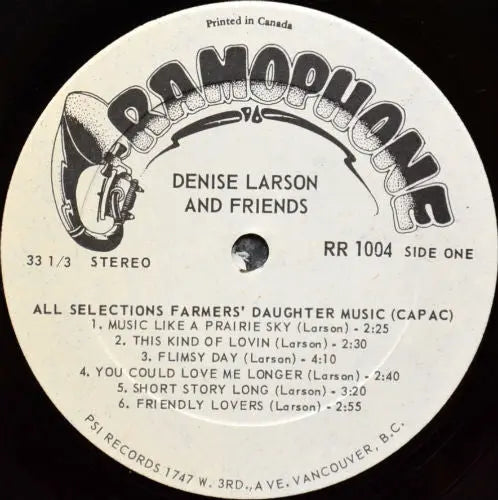 Printed in Canada
RAMOPHONE
DENISE LARSON
AND FRIENDS
33 1/3 STEREO
RR 1004 SIDE ONE
ALL SELECTIONS FARMERS' DAUGHTER MUSIC (CAPAC)
1. MUSIC LIKE A PRAIRIE SKY (Larson) - 2:25
2. THIS KIND OF LOVIN (Larson) - 2:30
3. FLIMSY DAY (Larson) - 4:10
4. YOU COULD LOVE ME LONGER (Larson) - 2:40
5. SHORT STORY LONG (Larson) - 3:20
6. FRIENDLY LOVERS (Larson) - 2:55
PSI RECORDS 1747 W. 3RD., AVE. VANCOUVER, B.C.